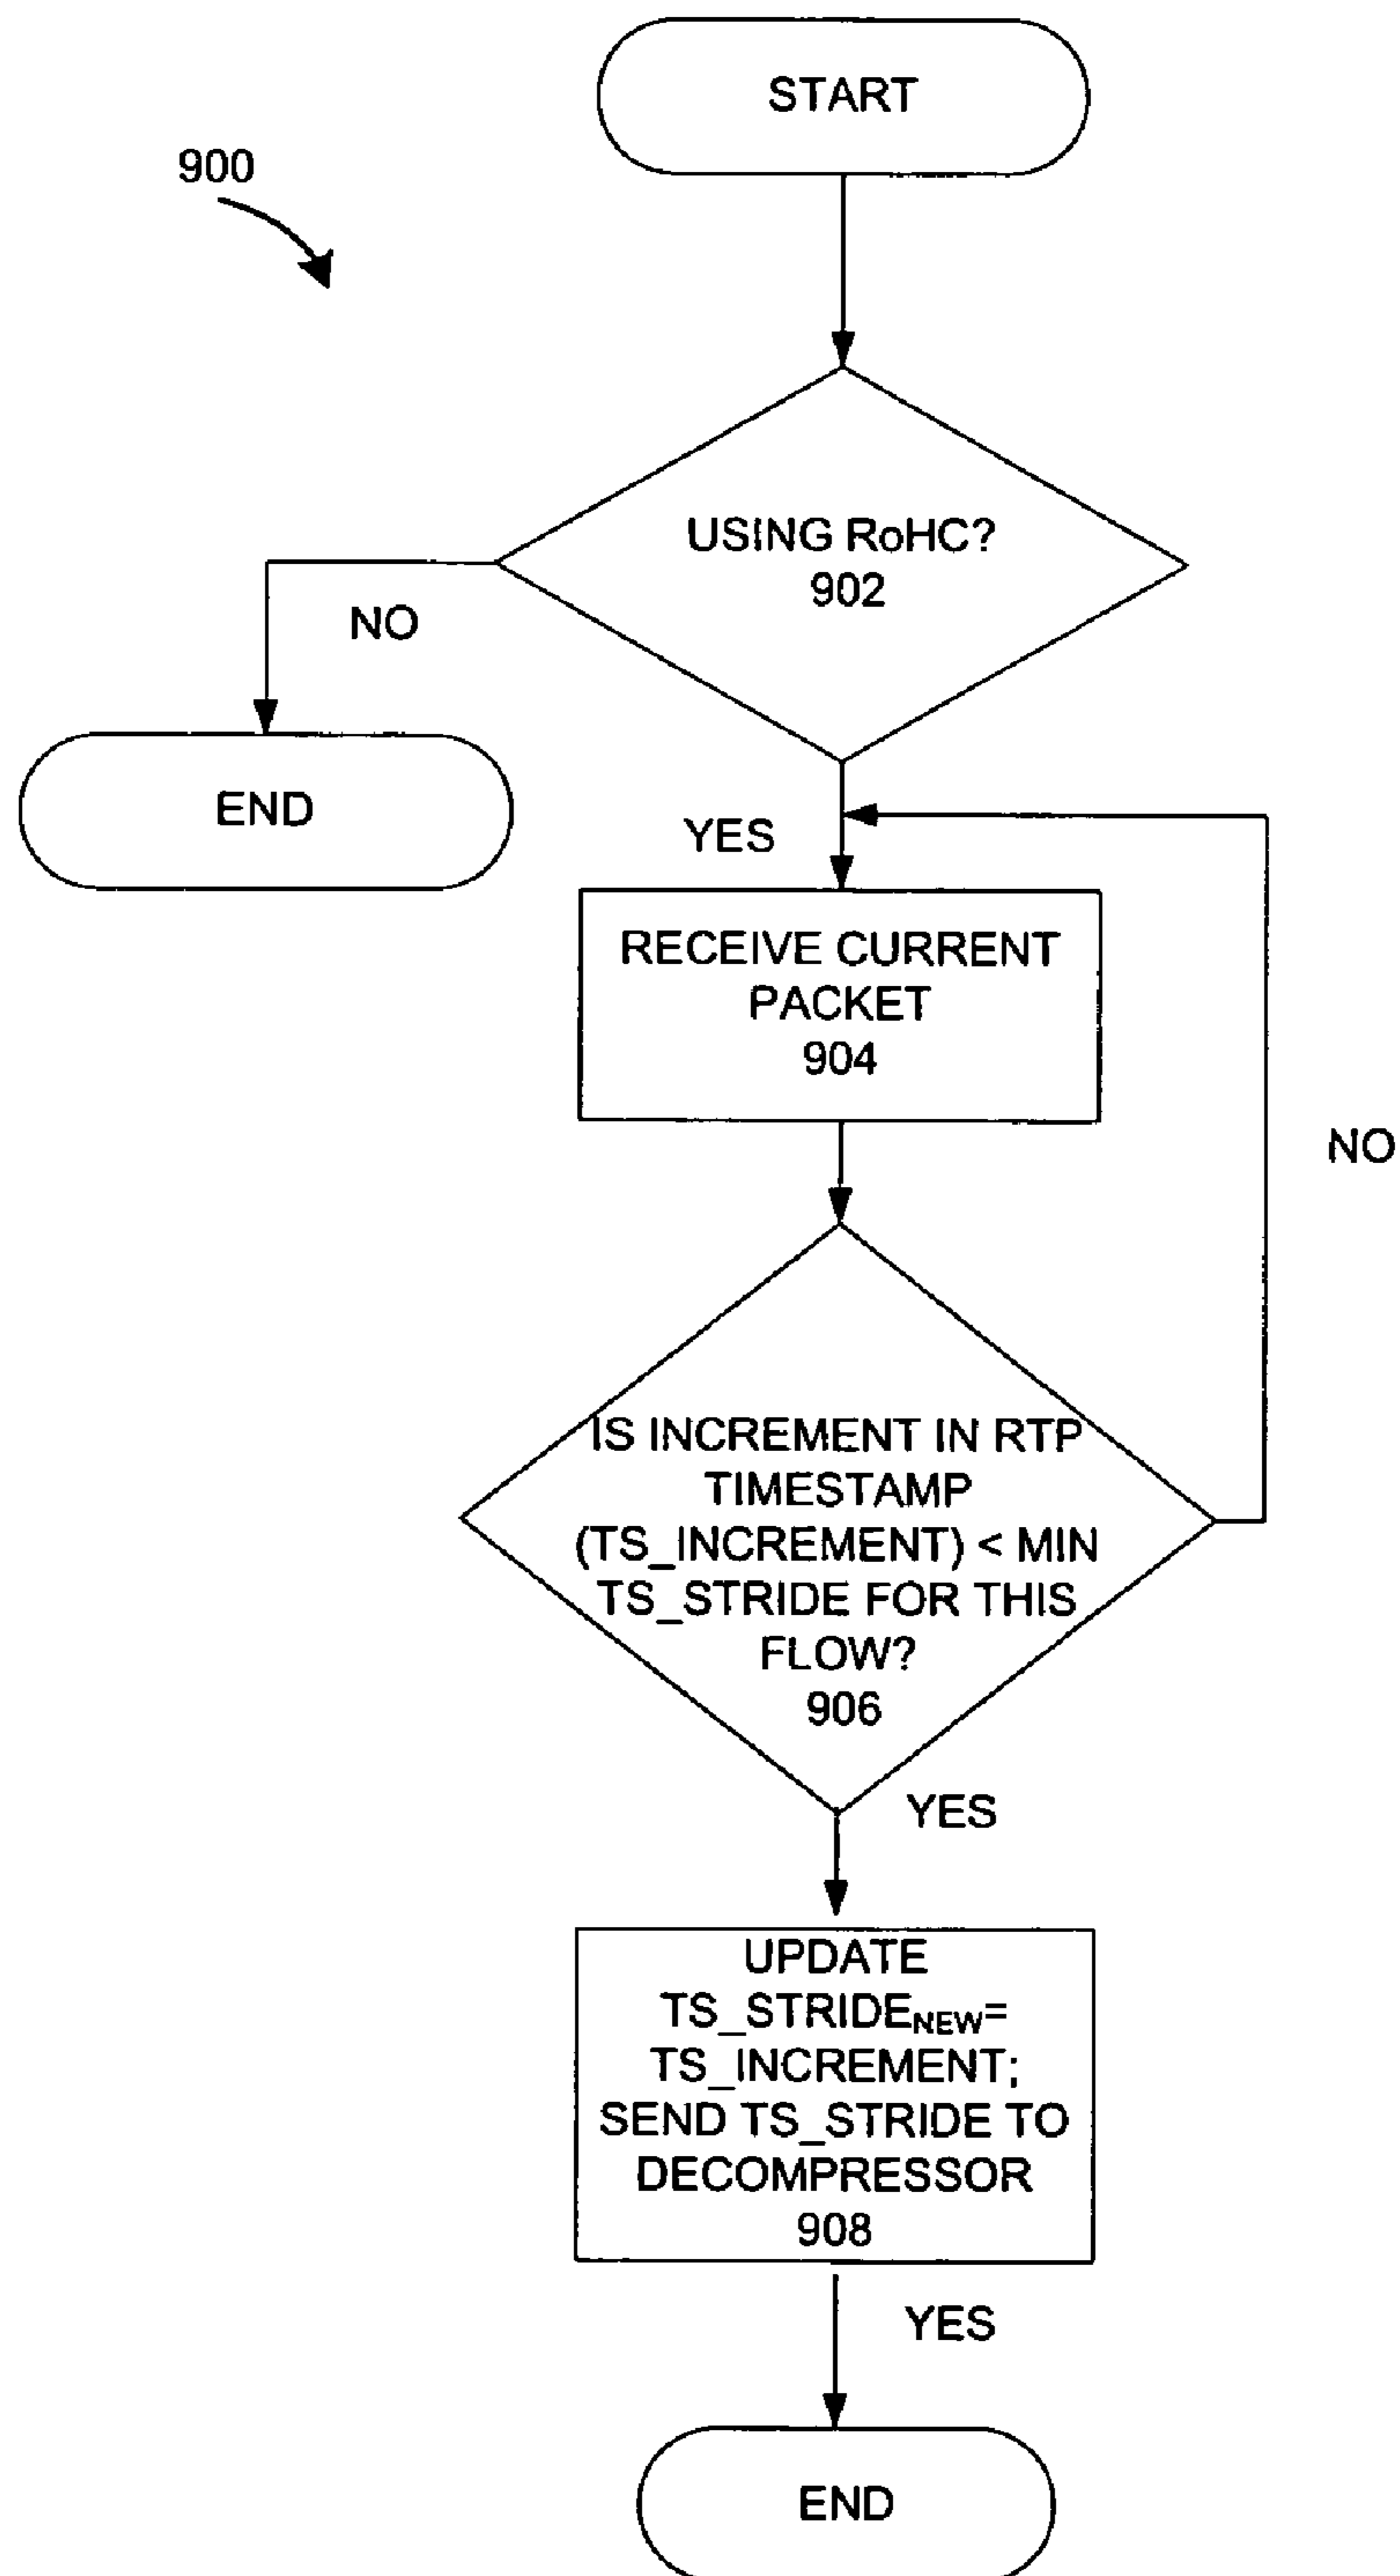 START
900
USING RoHC?
902
NO
END
YES
RECEIVE CURRENT
PACKET
904
NO
IS INCREMENT IN RTP
TIMESTAMP
(TS_INCREMENT) < MIN
TS_STRIDE FOR THIS
FLOW?
906
YES
UPDATE
TS_STRIDENEW=
TS_INCREMENT;
SEND TS_STRIDE TO
DECOMPRESSOR
908
YES
END